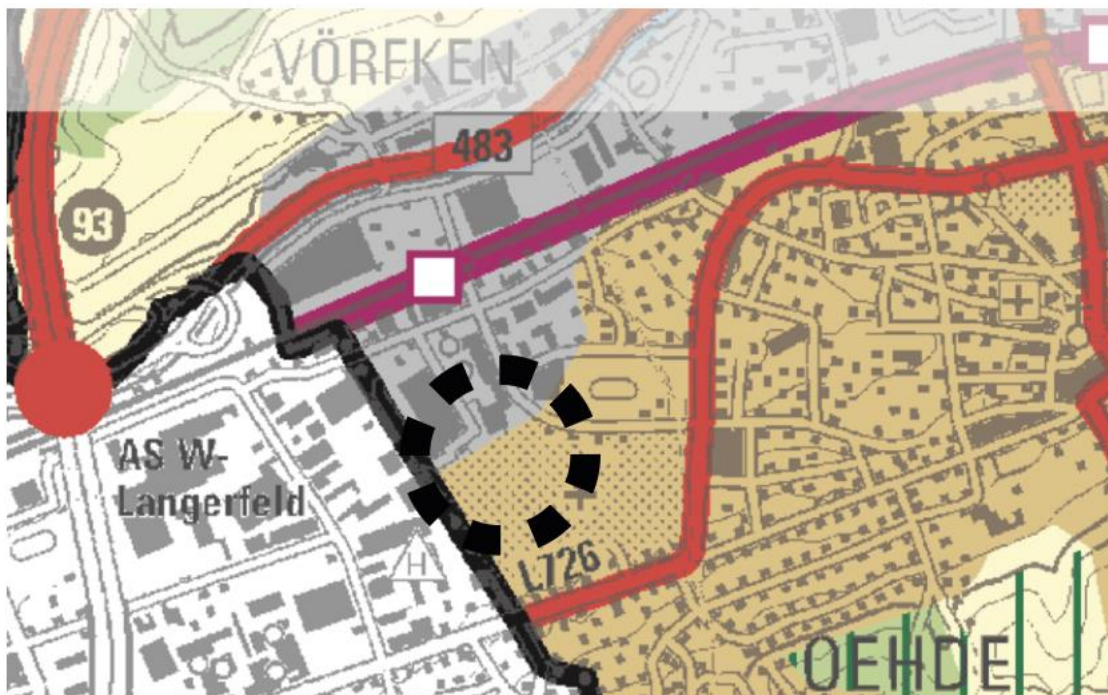 VÖRFKEN
483
93
AS W-
Langerfeld
H
L726
OEHDE